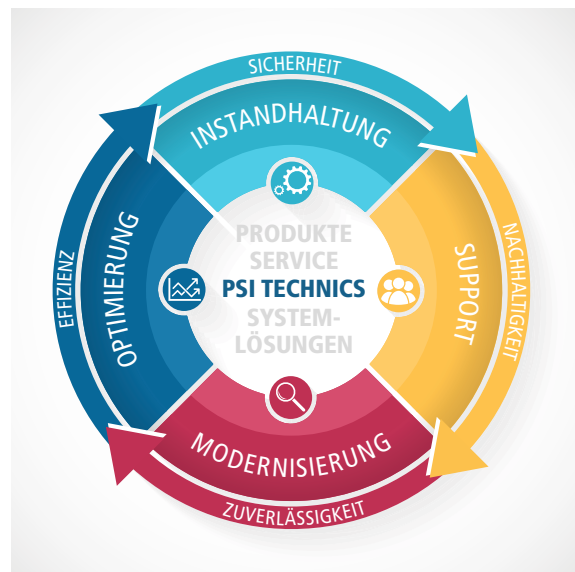 SICHERHEIT
INSTANDHALTUNG
PRODUKTE
SERVICE
PSI TECHNICS
SYSTEM-
LÖSUNGEN
OPTIMIERUNG
EFFIZIENZ
SUPPORT
NACHHALTIGKEIT
MODERNISIERUNG
ZUVERLÄSSIGKEIT